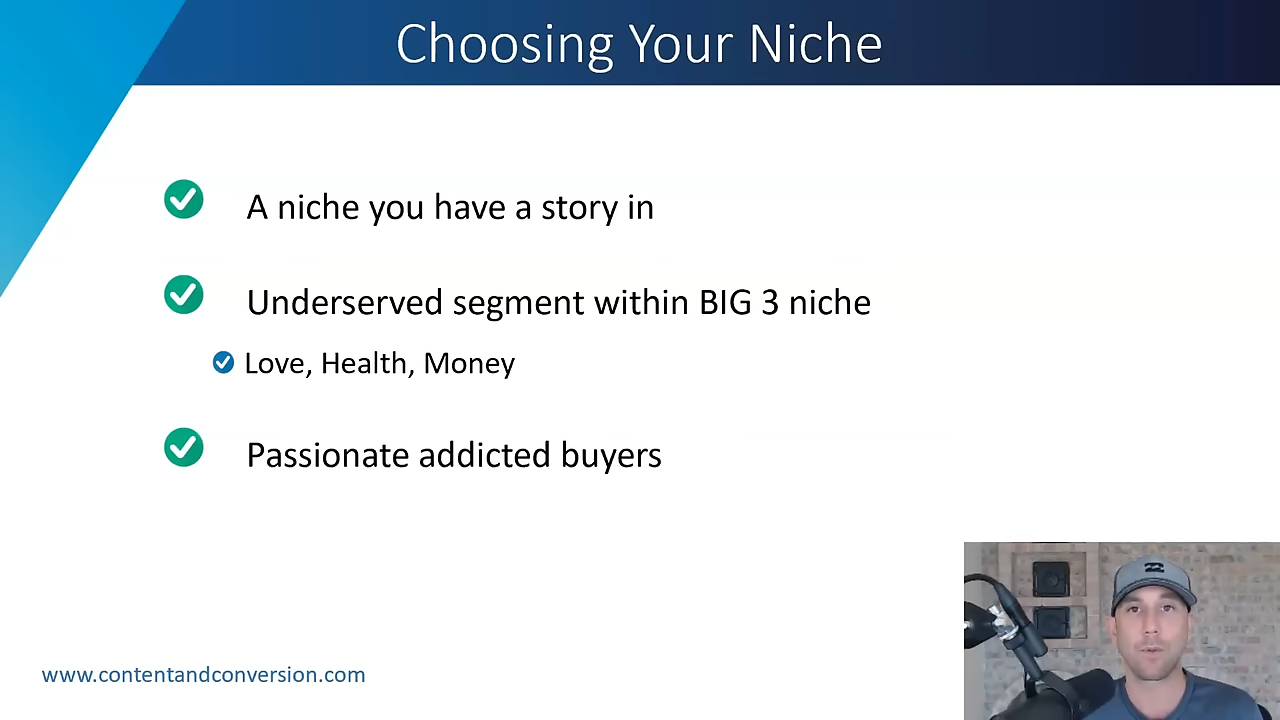 Choosing Your Niche
A niche you have a story in
Underserved segment within BIG 3 niche
Love, Health, Money
Passionate addicted buyers
www.contentandconversion.com